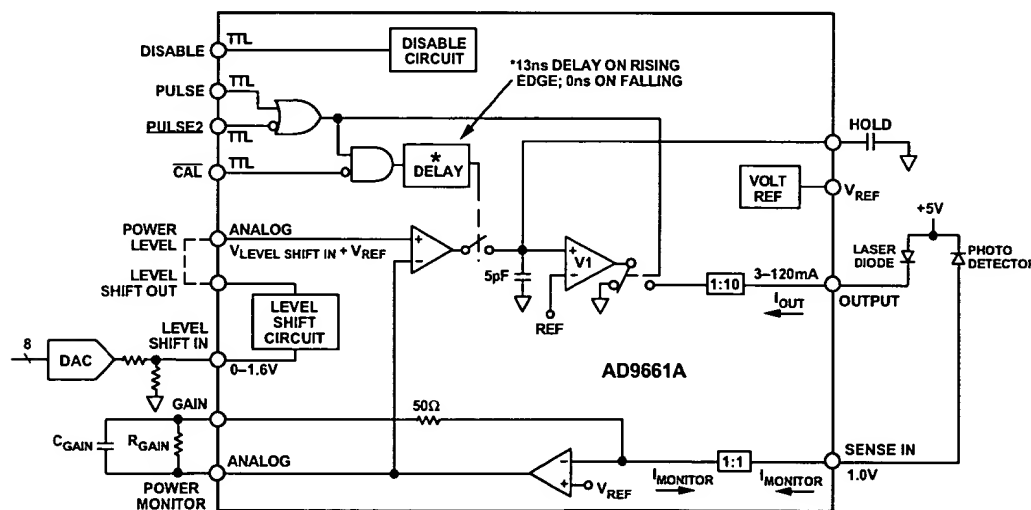 DISABLE
TTL
DISABLE
CIRCUIT
*13ns DELAY ON RISING
EDGE; 0ns ON FALLING
PULSE
TTL
PULSE2
TTL
CAL
TTL
*
DELAY
HOLD
VOLT
REF
VREF
+5V
POWER
LEVEL
ANALOG
VLEVEL SHIFT IN + VREF
+
−
5pF
+
V1
−
REF
LASER
DIODE
PHOTO
DETECTOR
1:10
3–120mA
IOUT
OUTPUT
LEVEL
SHIFT OUT
LEVEL
SHIFT
CIRCUIT
LEVEL
SHIFT IN
0–1.6V
8
DAC
AD9661A
GAIN
50Ω
CGAIN
RGAIN
ANALOG
POWER
MONITOR
−
+
VREF
IMONITOR
1:1
IMONITOR
SENSE IN
1.0V